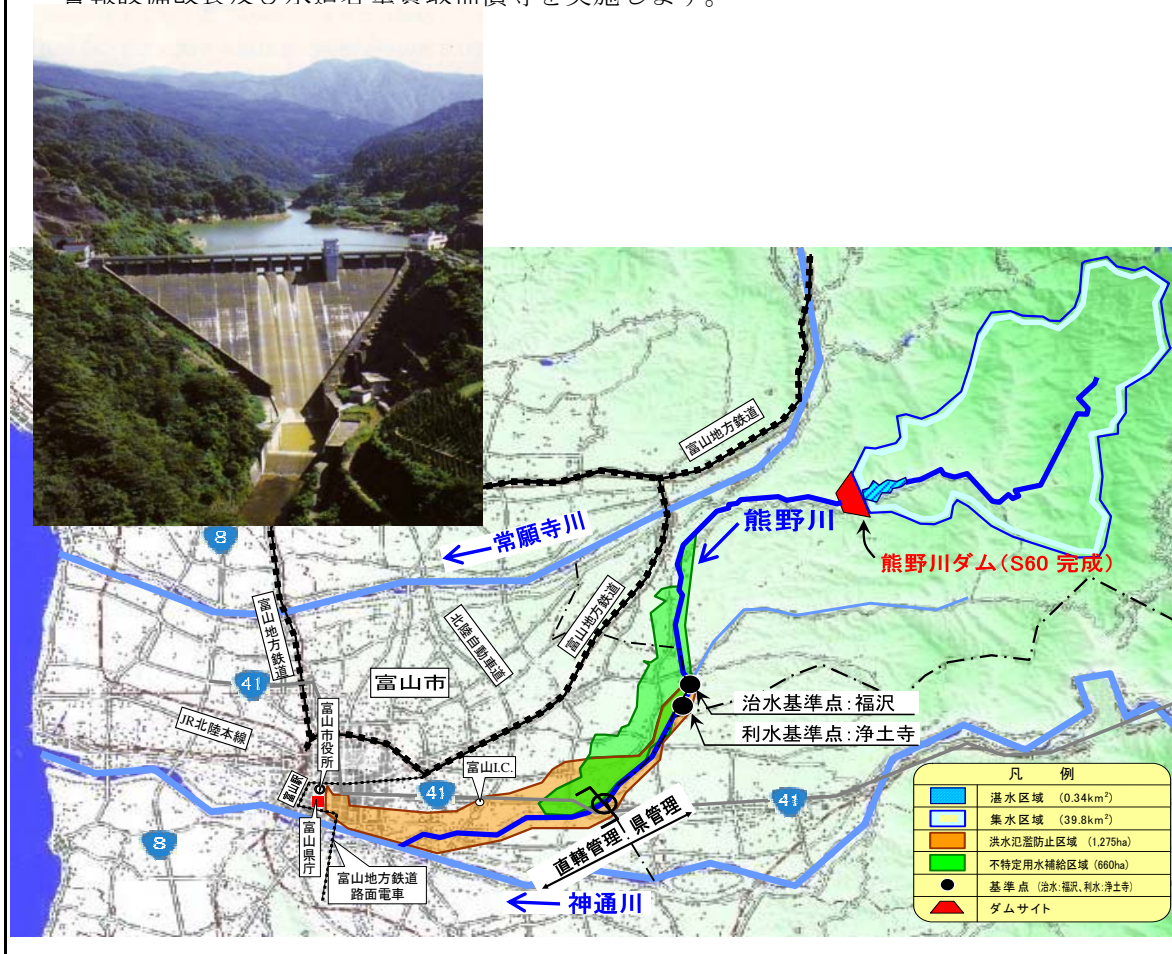 富山地方鉄道
熊野川
常願寺川
8
熊野川ダム(S60 完成)
富山地方鉄道
北陸自動車道
富山地方鉄道
41
富山市
治水基準点:福沢
利水基準点:浄土寺
JR北陸本線
富山市役所
富山駅
富山I.C.
41
41
富山県庁
8
直轄管理
県管理
富山地方鉄道
路面電車
神通川
凡 例
湛水区域 (0.34km²)
集水区域 (39.8km²)
洪水氾濫防止区域 (1,275ha)
不特定用水補給区域 (660ha)
基準点 (治水:福沢、利水:浄土寺)
ダムサイト